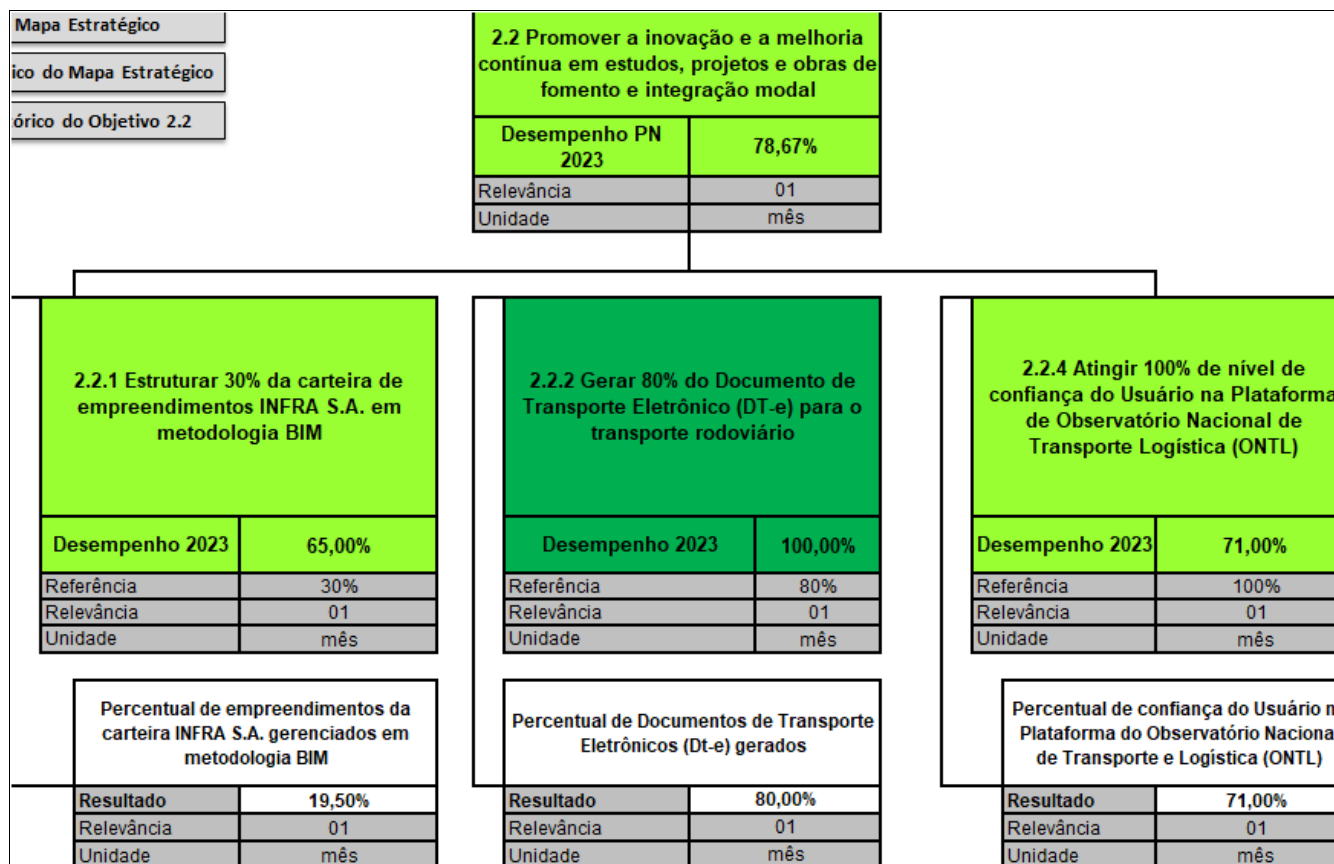 Mapa Estratégico
ico do Mapa Estratégico
órico do Objetivo 2.2
2.2 Promover a inovação e a melhoria
contínua em estudos, projetos e obras de
fomento e integração modal
Desempenho PN
2023
78,67%
Relevância 01
Unidade mês
2.2.1 Estruturar 30% da carteira de
empreendimentos INFRA S.A. em
metodologia BIM
Desempenho 2023 65,00%
Referência 30%
Relevância 01
Unidade mês
Percentual de empreendimentos da
carteira INFRA S.A. gerenciados em
metodologia BIM
Resultado 19,50%
Relevância 01
Unidade mês
2.2.2 Gerar 80% do Documento de
Transporte Eletrônico (DT-e) para o
transporte rodoviário
Desempenho 2023 100,00%
Referência 80%
Relevância 01
Unidade mês
Percentual de Documentos de Transporte
Eletrônicos (Dt-e) gerados
Resultado 80,00%
Relevância 01
Unidade mês
2.2.4 Atingir 100% de nível de
confiança do Usuário na Plataforma
de Observatório Nacional de
Transporte Logística (ONTL)
Desempenho 2023 71,00%
Referência 100%
Relevância 01
Unidade mês
Percentual de confiança do Usuário n
Plataforma do Observatório Naciona
de Transporte e Logística (ONTL)
Resultado 71,00%
Relevância 01
Unidade mês